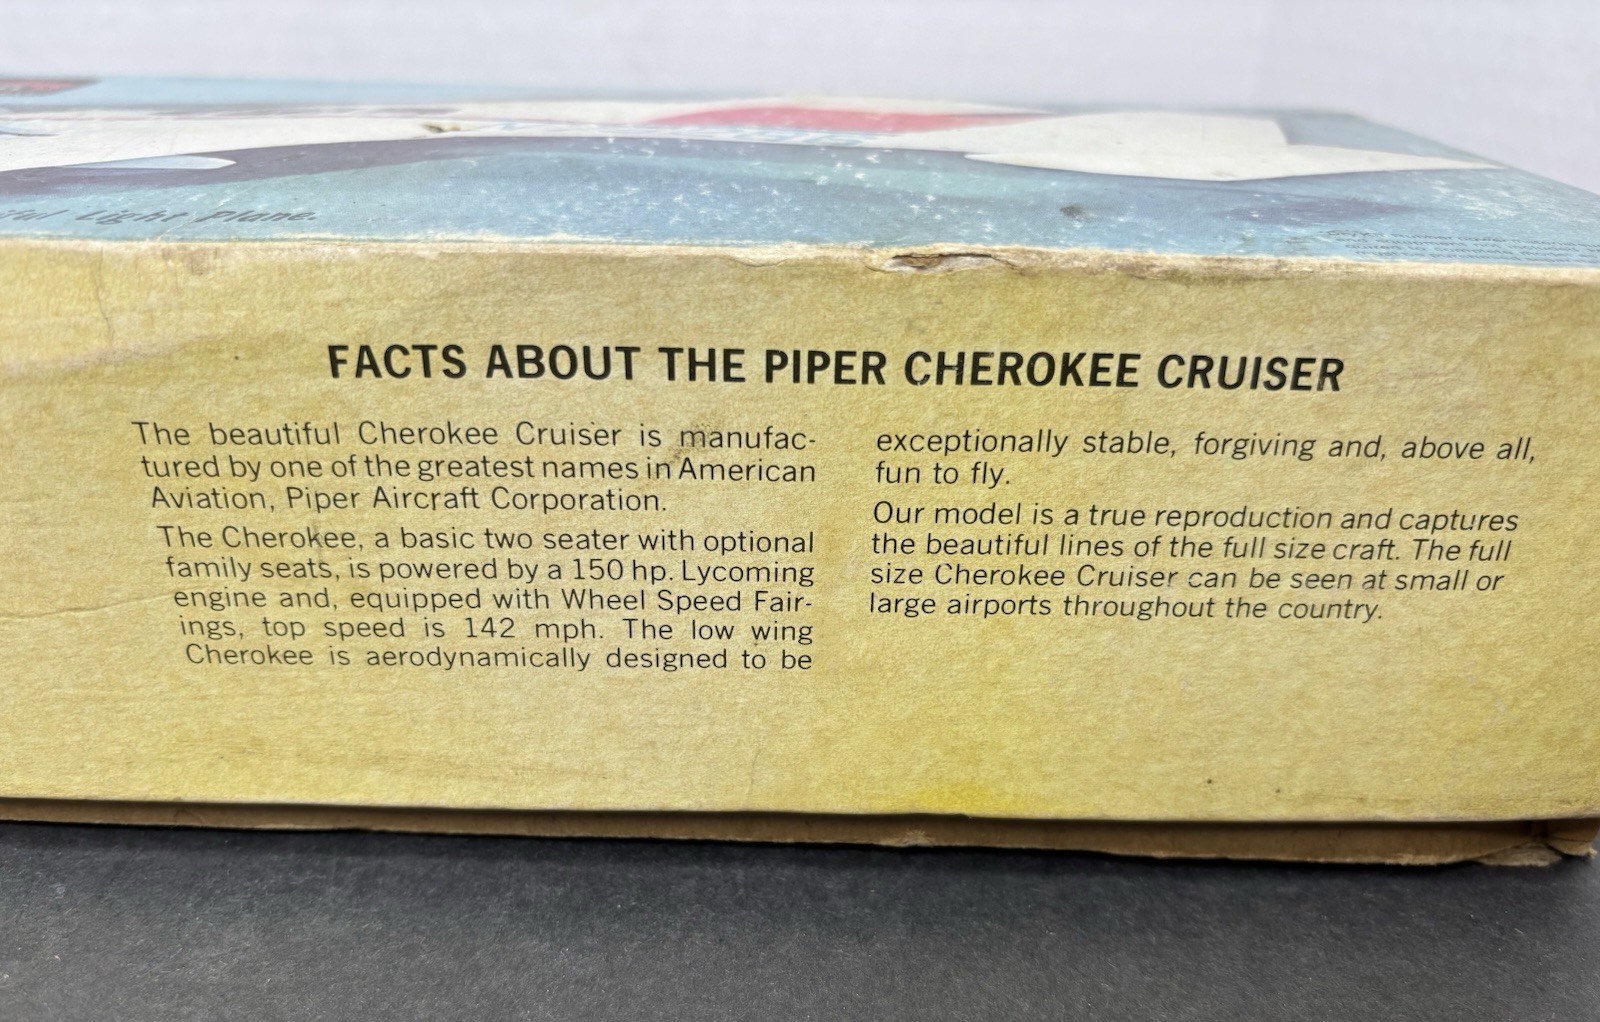 Light Plane.
FACTS ABOUT THE PIPER CHEROKEE CRUISER
The beautiful Cherokee Cruiser is manufac-
tured by one of the greatest names in American
Aviation, Piper Aircraft Corporation.
The Cherokee, a basic two seater with optional
family seats, is powered by a 150 hp. Lycoming
engine and, equipped with Wheel Speed Fair-
ings, top speed is 142 mph. The low wing
Cherokee is aerodynamically designed to be
exceptionally stable, forgiving and, above all,
fun to fly.
Our model is a true reproduction and captures
the beautiful lines of the full size craft. The full
size Cherokee Cruiser can be seen at small or
large airports throughout the country.